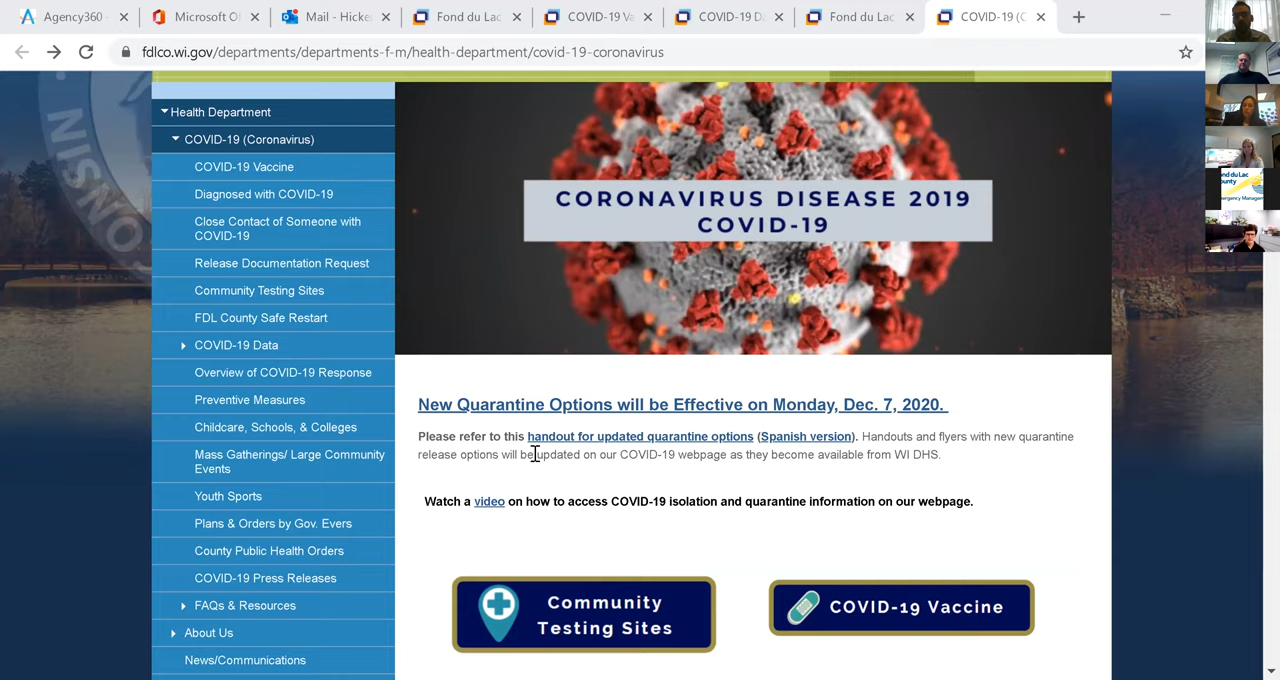 Agency360 -
Microsoft O
Mail - Hicke
Fond du Lac
COVID-19 Va
COVID-19 D
Fond du Lac
COVID-19 (C
fdlco.wi.gov/departments/departments-f-m/health-department/covid-19-coronavirus
Health Department
COVID-19 (Coronavirus)
COVID-19 Vaccine
Diagnosed with COVID-19
Close Contact of Someone with
COVID-19
Release Documentation Request
Community Testing Sites
FDL County Safe Restart
COVID-19 Data
Overview of COVID-19 Response
Preventive Measures
Childcare, Schools, & Colleges
Mass Gatherings/ Large Community
Events
Youth Sports
Plans & Orders by Gov. Evers
County Public Health Orders
COVID-19 Press Releases
FAQs & Resources
About Us
News/Communications
CORONAVIRUS DISEASE 2019
COVID-19
New Quarantine Options will be Effective on Monday, Dec. 7, 2020.
Please refer to this handout for updated quarantine options (Spanish version). Handouts and flyers with new quarantine
release options will be updated on our COVID-19 webpage as they become available from WI DHS.
Watch a video on how to access COVID-19 isolation and quarantine information on our webpage.
Community
Testing Sites
COVID-19 Vaccine
ond du Lac
ounty
ergency Managem
ONSIN